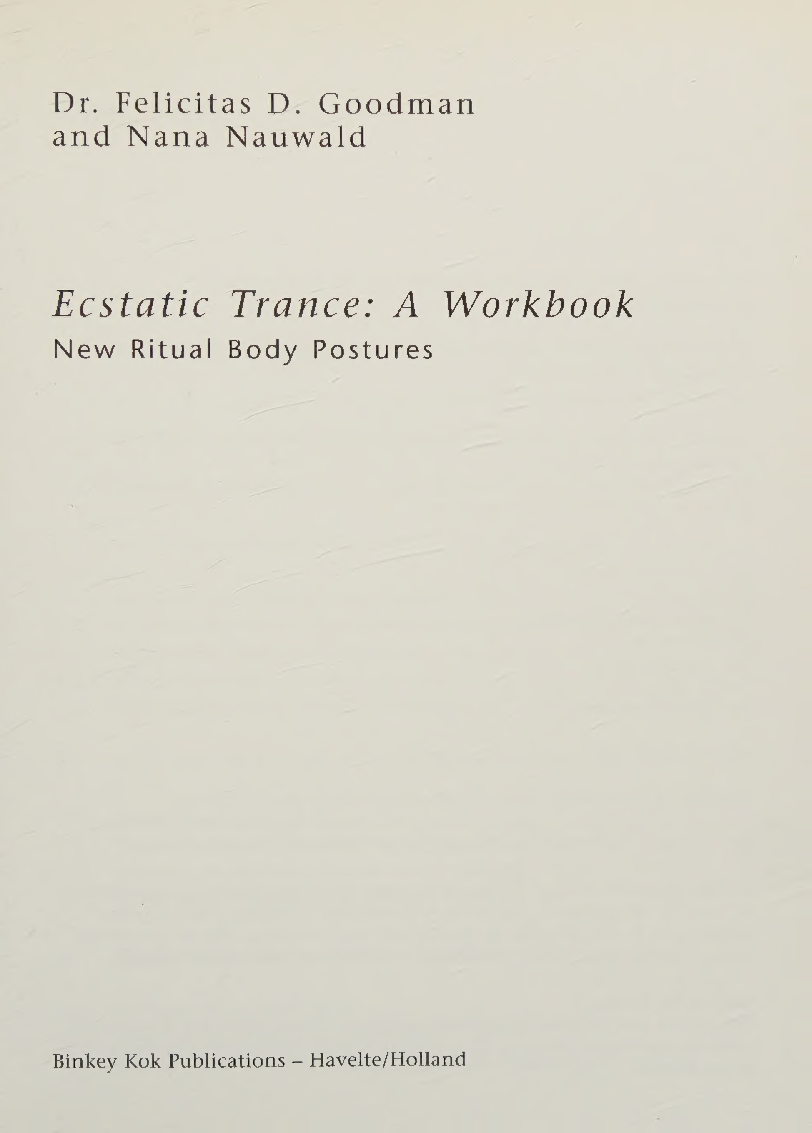 Dr. Felicitas D. Goodman
and Nana Nauwald
Ecstatic Trance: A Workbook
New Ritual Body Postures
Binkey Kok Publications – Havelte/Holland